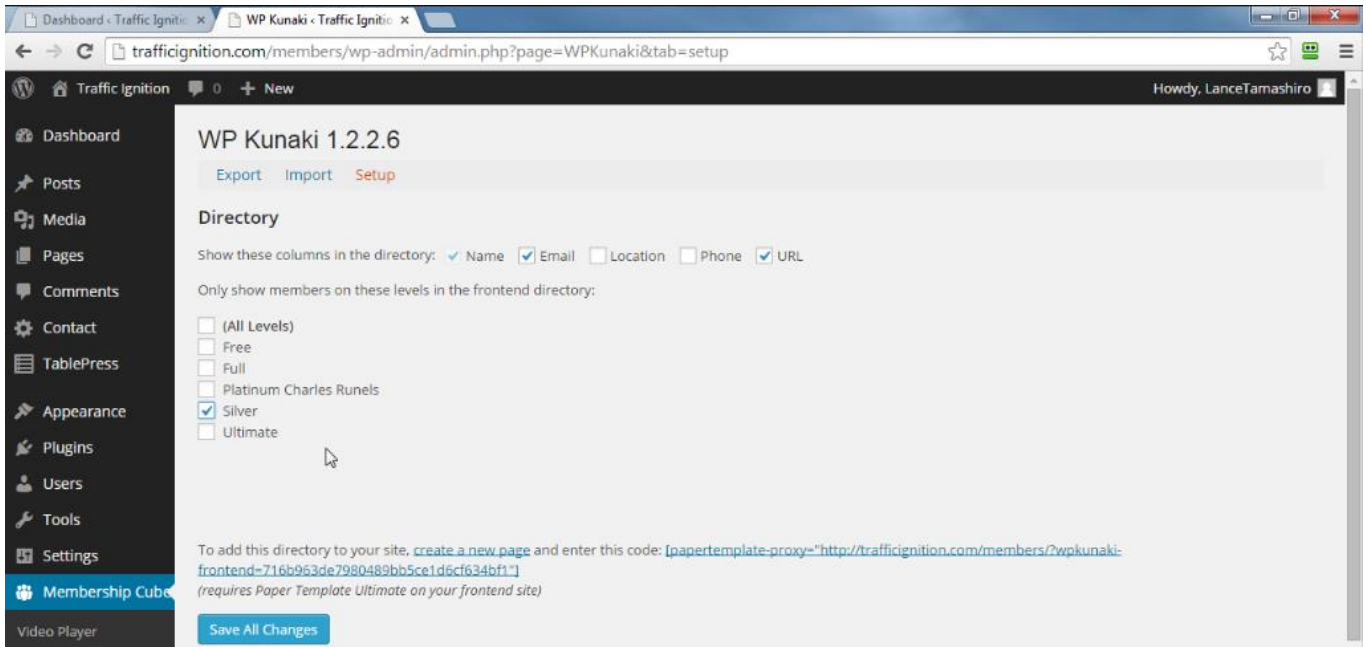 Dashboard ‹ Traffic Ignitio
WP Kunaki ‹ Traffic Ignitio
trafficignition.com/members/wp-admin/admin.php?page=WPKunaki&tab=setup
Traffic Ignition 0 + New Howdy, LanceTamashiro
Dashboard
Posts
Media
Pages
Comments
Contact
TablePress
Appearance
Plugins
Users
Tools
Settings
Membership Cube
Video Player
WP Kunaki 1.2.2.6
Export Import Setup
Directory
Show these columns in the directory: Name Email Location Phone URL
Only show members on these levels in the frontend directory:
(All Levels)
Free
Full
Platinum Charles Runels
Silver
Ultimate
To add this directory to your site, create a new page and enter this code: [papertemplate-proxy="http://trafficignition.com/members/?wpkunaki-
frontend=716b963de7980489bb5ce1d6cf634bf1"]
(requires Paper Template Ultimate on your frontend site)
Save All Changes